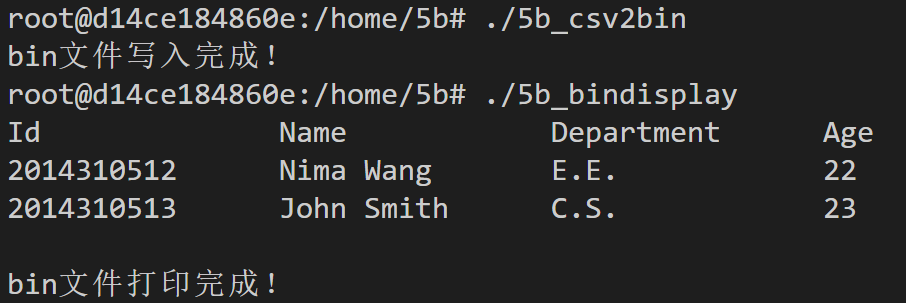 root@d14ce184860e:/home/5b# ./5b_csv2bin
bin文件写入完成!
root@d14ce184860e:/home/5b# ./5b_bindisplay
Id              Name            Department      Age
2014310512      Nima Wang       E.E.            22
2014310513      John Smith      C.S.            23

bin文件打印完成!